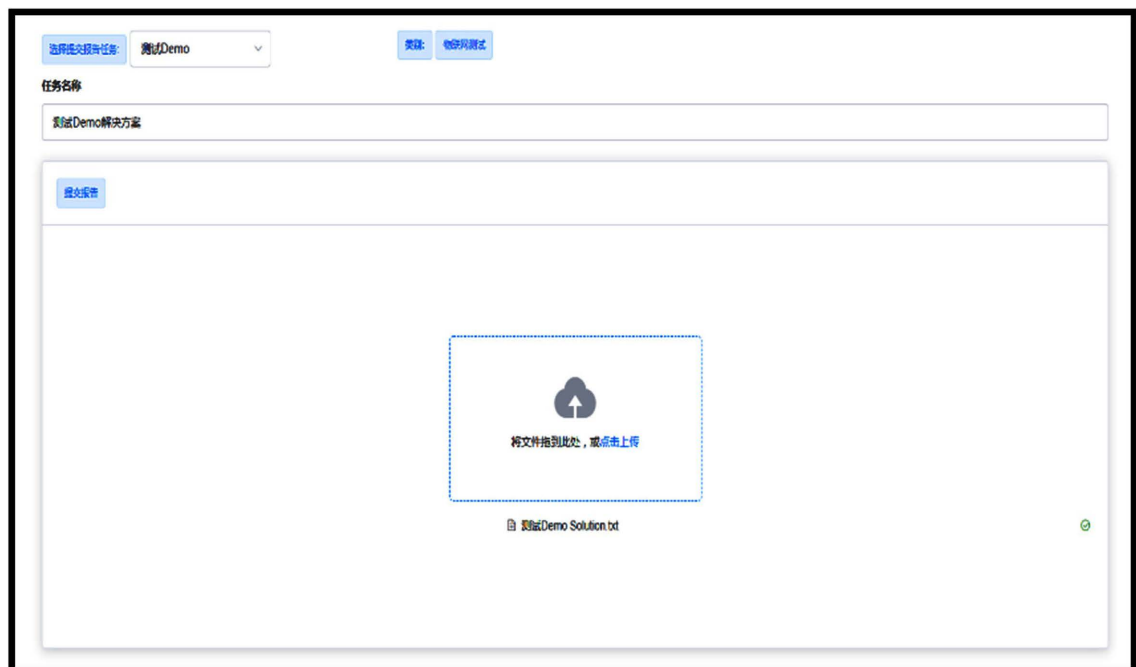 选择提交报告任务: 测试Demo 类别: 物联网测试
任务名称
测试Demo解决方案
提交报告
将文件拖到此处，或点击上传
测试Demo Solution.txt